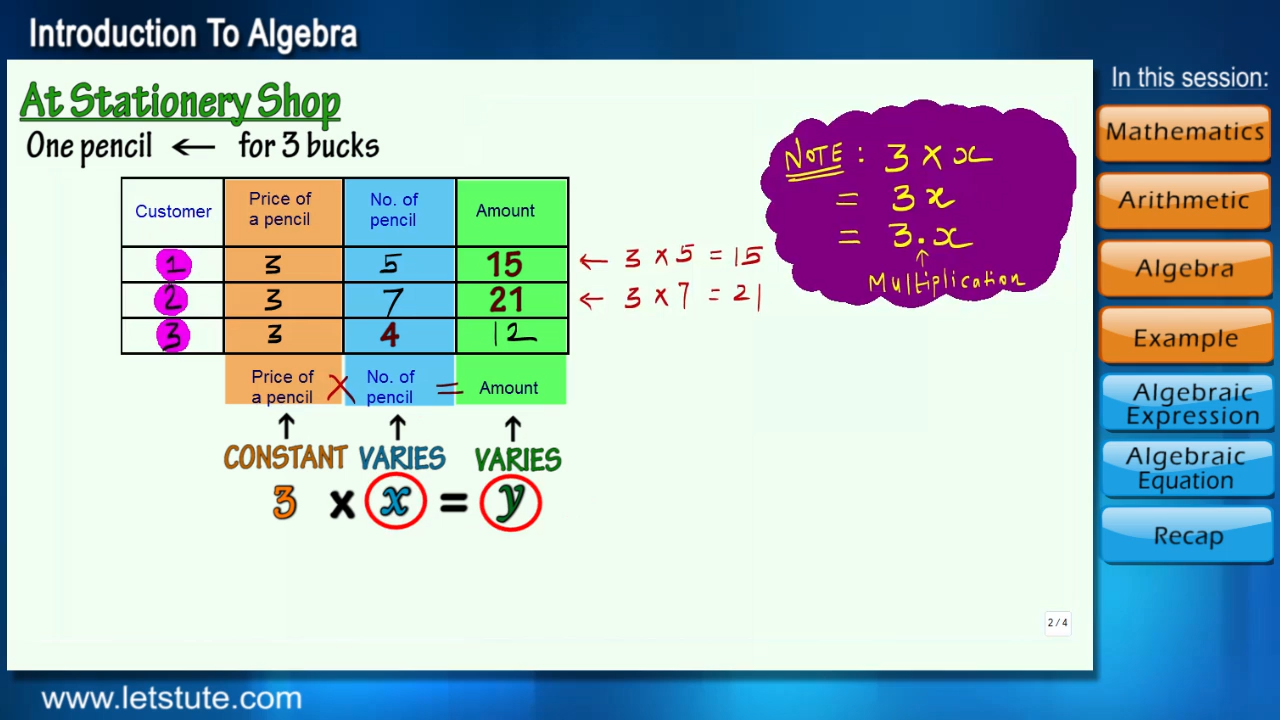 Introduction To Algebra
In this session:
At Stationery Shop
One pencil ← for 3 bucks
Customer Price of a pencil No. of pencil Amount
1 3 5 15 ← 3 × 5 = 15
2 3 7 21 ← 3 × 7 = 21
3 3 4 12
Price of a pencil × No. of pencil = Amount
↑ ↑ ↑
CONSTANT VARIES VARIES
3 x x = y
NOTE: 3 × x
= 3x
= 3.x
↑
Multiplication
2 / 4
Mathematics
Arithmetic
Algebra
Example
Algebraic
Expression
Algebraic
Equation
Recap
www.letstute.com